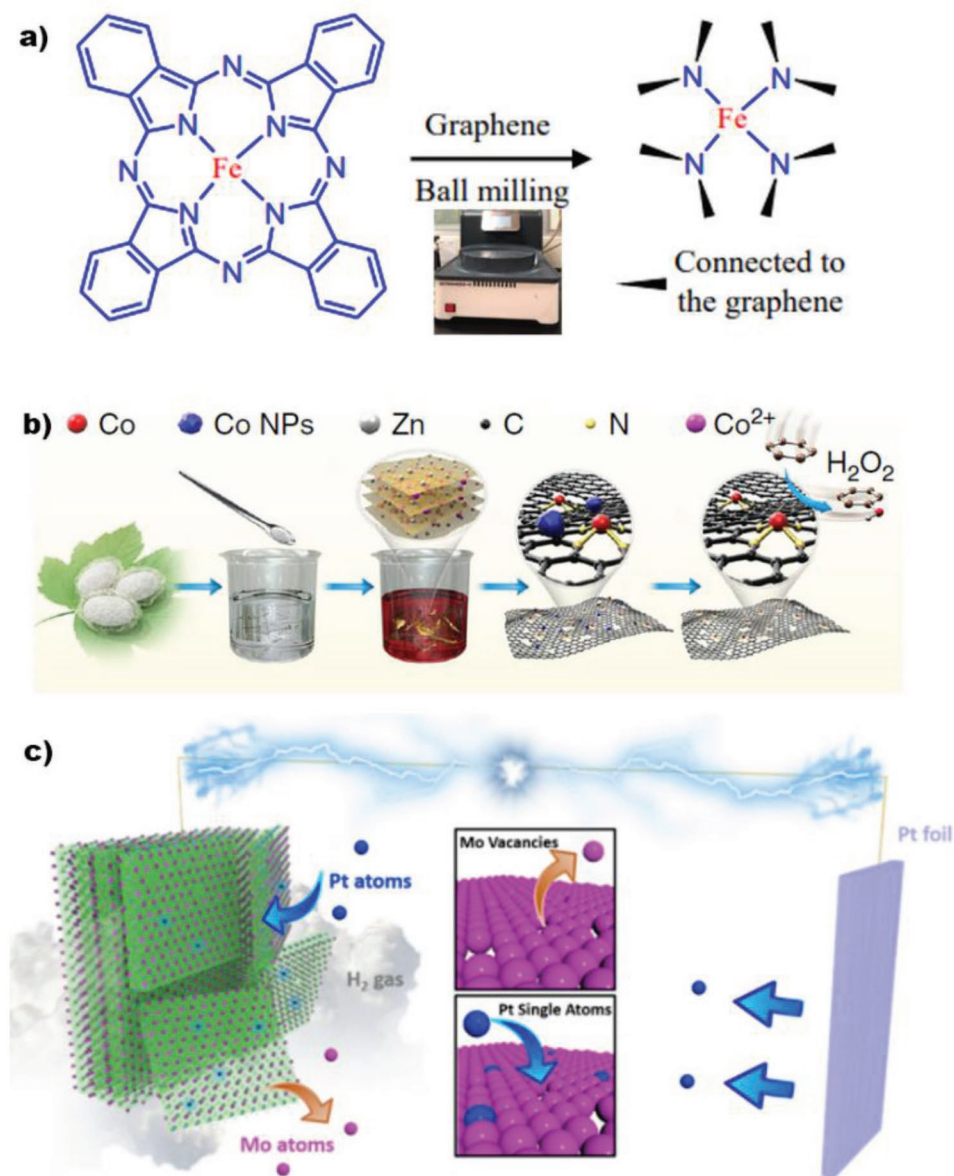 a)
N
N
N
Fe
N
N
N
N
N
Graphene
Ball milling
N
N
Fe
N
N
Connected to
the graphene
b)
Co
Co NPs
Zn
C
N
Co²⁺
H₂O₂
c)
Pt foil
Pt atoms
H₂ gas
Mo atoms
Mo Vacancies
Pt Single Atoms